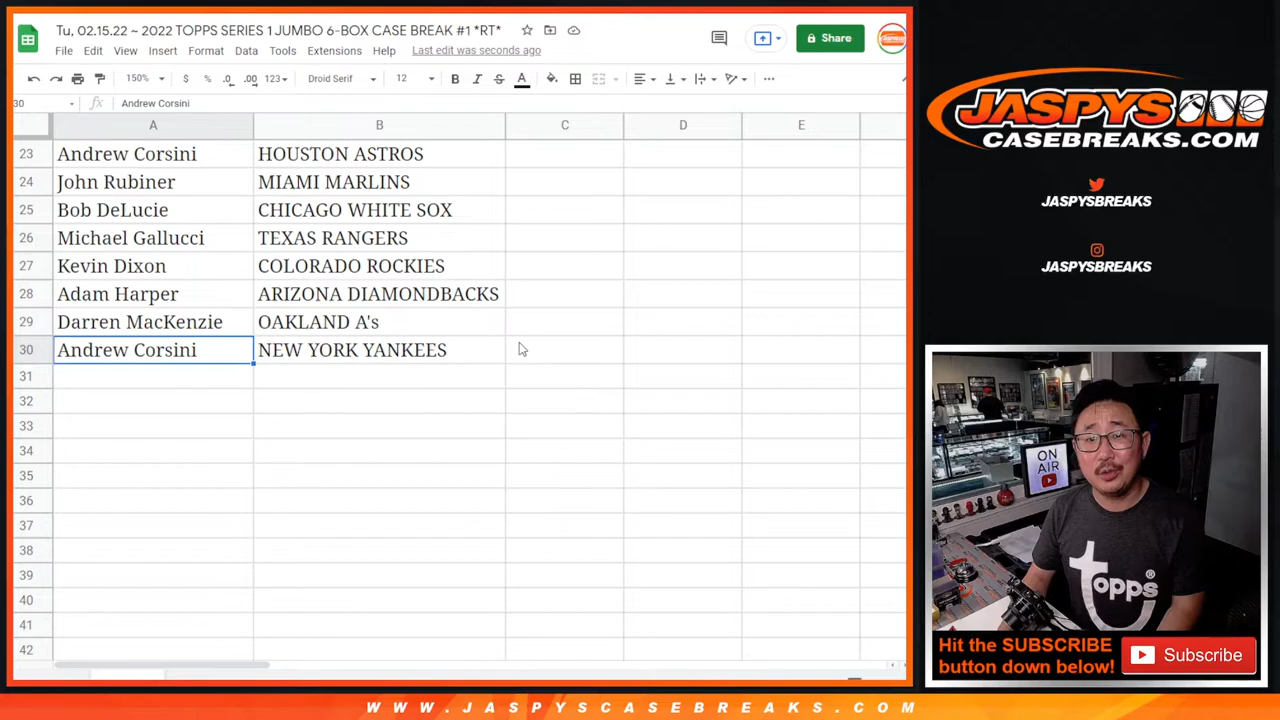 Tu, 02.15.22 ~ 2022 TOPPS SERIES 1 JUMBO 6-BOX CASE BREAK #1 *RT*
File Edit View Insert Format Data Tools Extensions Help Last edit was seconds ago
Share
150% $ % .0 .00 123 Droid Serif 12 B I S A
30 fx Andrew Corsini
A B C D E
23 Andrew Corsini HOUSTON ASTROS
24 John Rubiner MIAMI MARLINS
25 Bob DeLucie CHICAGO WHITE SOX
26 Michael Gallucci TEXAS RANGERS
27 Kevin Dixon COLORADO ROCKIES
28 Adam Harper ARIZONA DIAMONDBACKS
29 Darren MacKenzie OAKLAND A's
30 Andrew Corsini NEW YORK YANKEES
31
32
33
34
35
36
37
38
39
40
41
42
JASPYS
CASEBREAKS.COM
JASPYSBREAKS
JASPYSBREAKS
ON
AIR
topps®
Hit the SUBSCRIBE
button down below!
Subscribe
WWW.JASPYSCASEBREAKS.COM